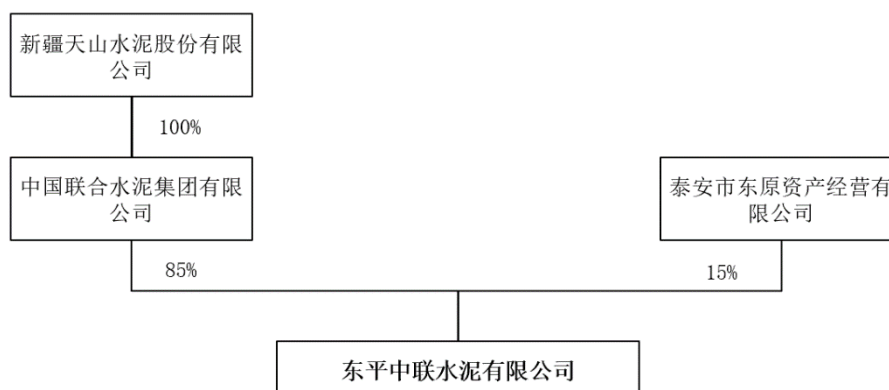 新疆天山水泥股份有限
公司
100%
中国联合水泥集团有限
公司
泰安市东原资产经营有
限公司
85%
15%
东平中联水泥有限公司